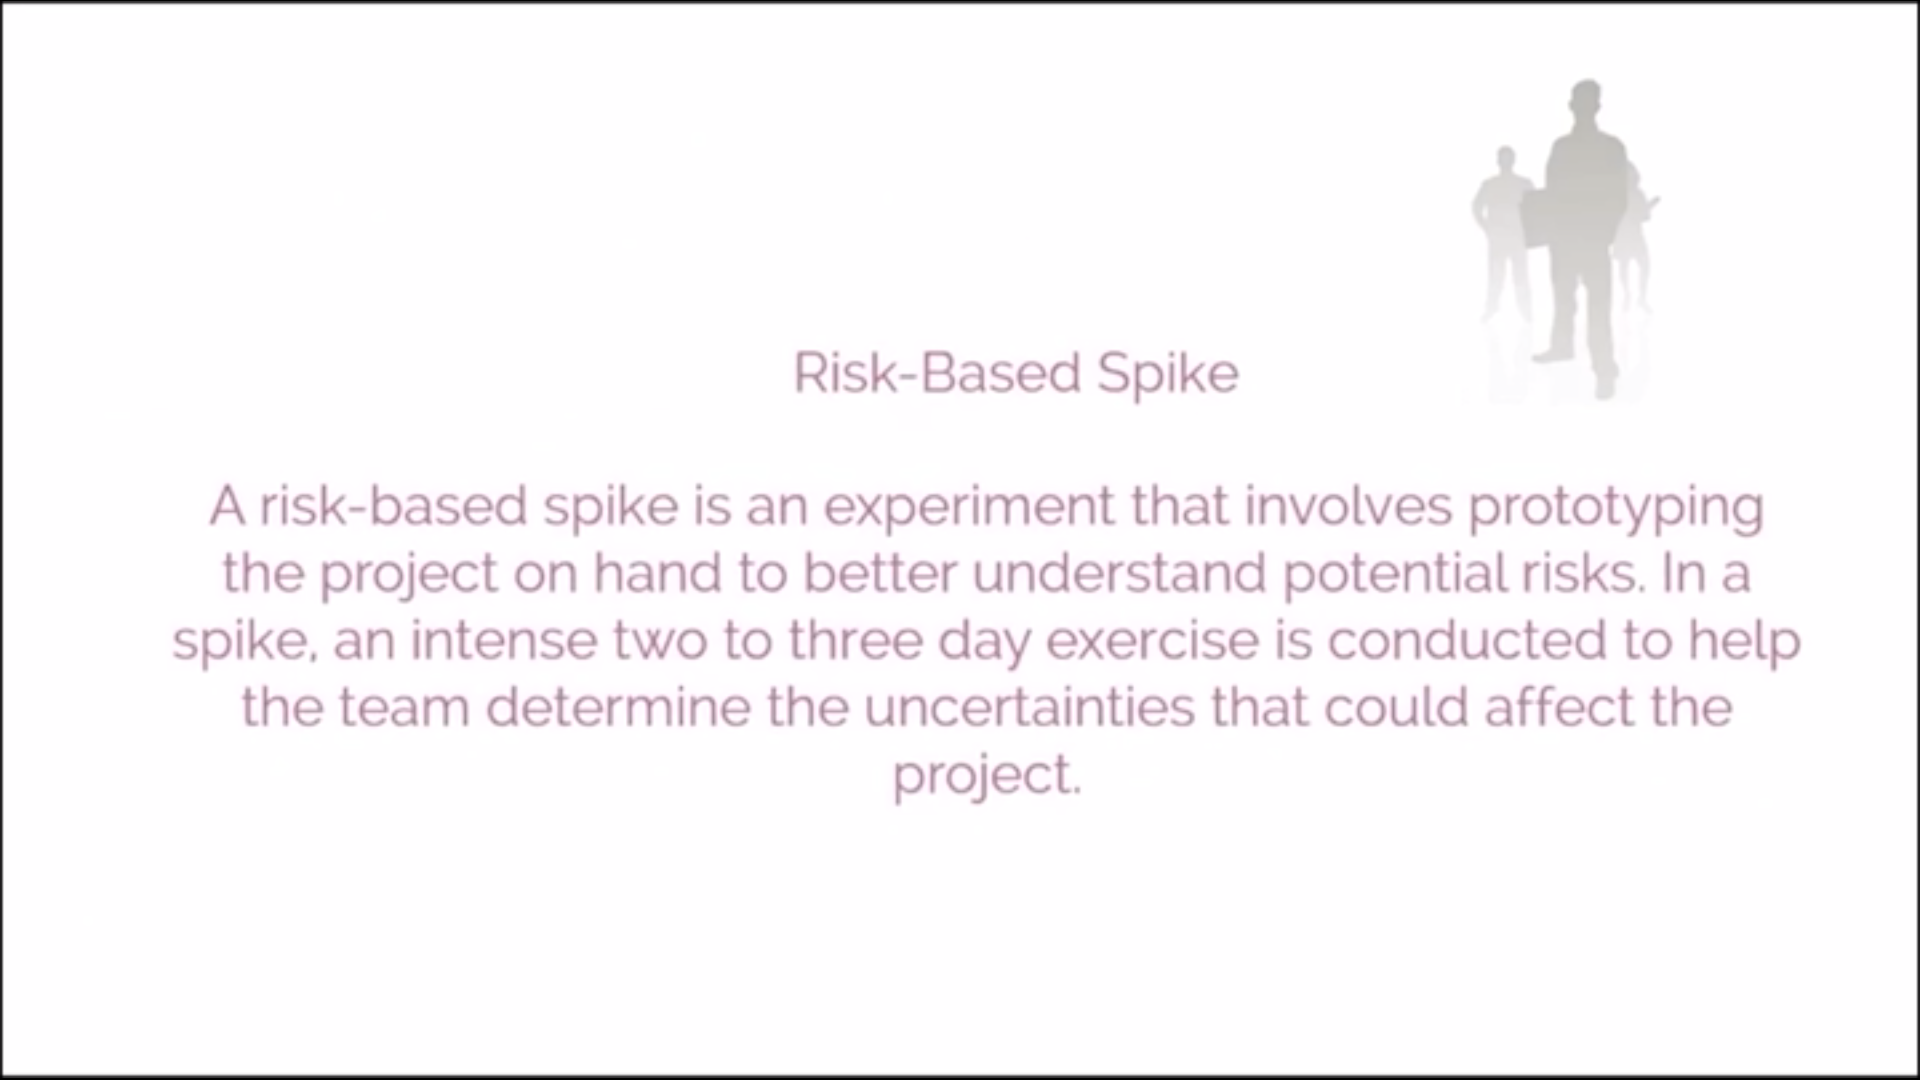 Risk-Based Spike
A risk-based spike is an experiment that involves prototyping
the project on hand to better understand potential risks. In a
spike, an intense two to three day exercise is conducted to help
the team determine the uncertainties that could affect the
project.